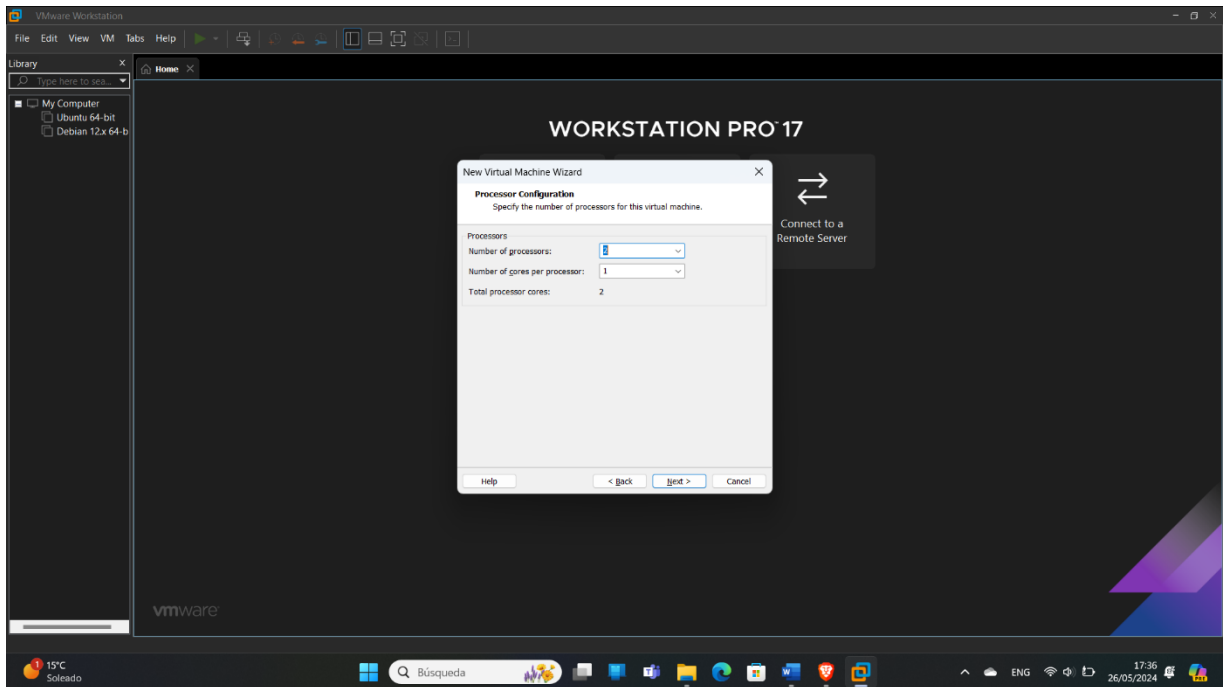 VMware Workstation
File Edit View VM Tabs Help
Library
Home
Type here to sea...
My Computer
Ubuntu 64-bit
Debian 12.x 64-b
WORKSTATION PRO™ 17
Connect to a
Remote Server
New Virtual Machine Wizard
Processor Configuration
Specify the number of processors for this virtual machine.
Processors
Number of processors: 2
Number of cores per processor: 1
Total processor cores: 2
Help < Back Next > Cancel
vmware
1
15°C
Soleado
Búsqueda
ENG
17:36
26/05/2024